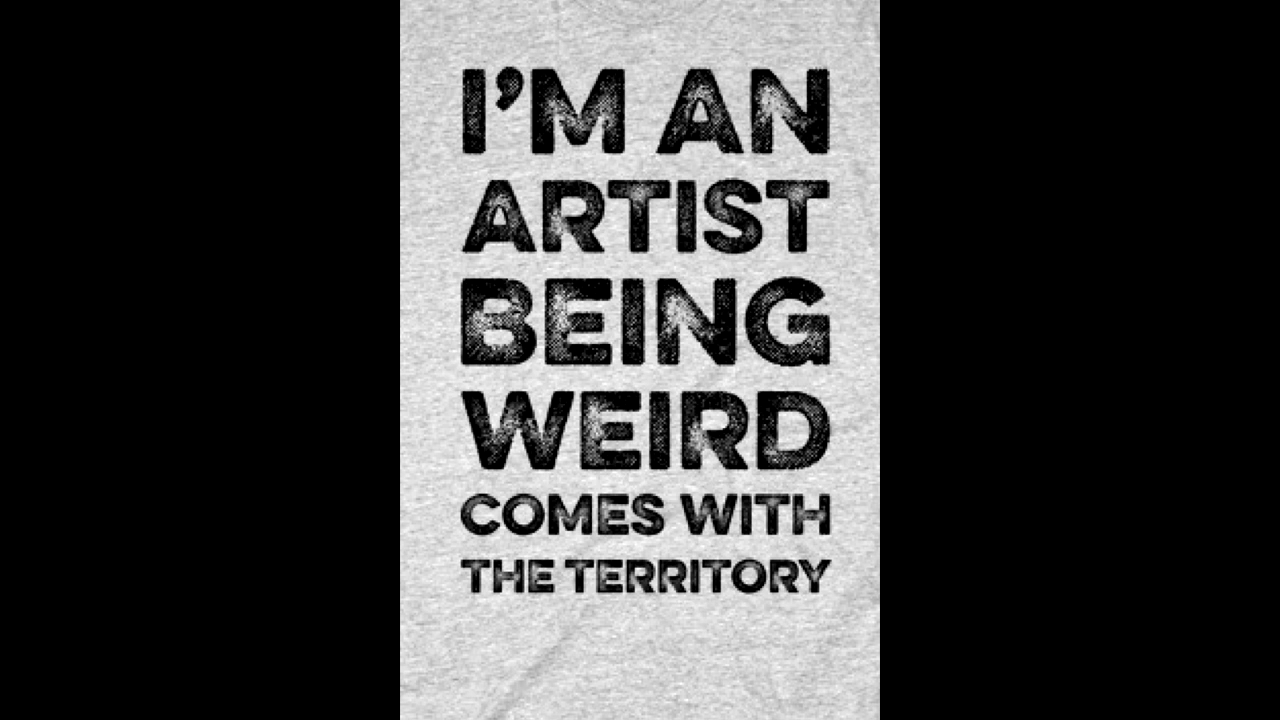 I'M AN
ARTIST
BEING
WEIRD
COMES WITH
THE TERRITORY